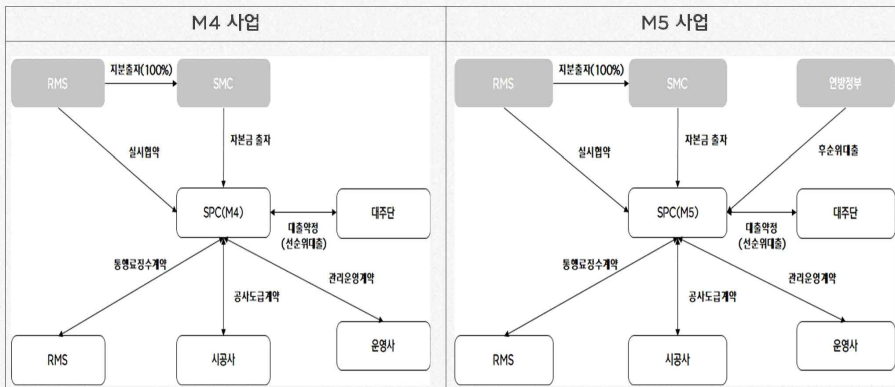 M4 사업
M5 사업
RMS
지분출자(100%)
SMC
실시협약
자본금 출자
SPC(M4)
대출약정
(선순위대출)
대주단
통행료징수계약
공사도급계약
관리운영계약
RMS
시공사
운영사
RMS
지분출자(100%)
SMC
연방정부
실시협약
자본금 출자
후순위대출
SPC(M5)
대출약정
(선순위대출)
대주단
통행료징수계약
공사도급계약
관리운영계약
RMS
시공사
운영사